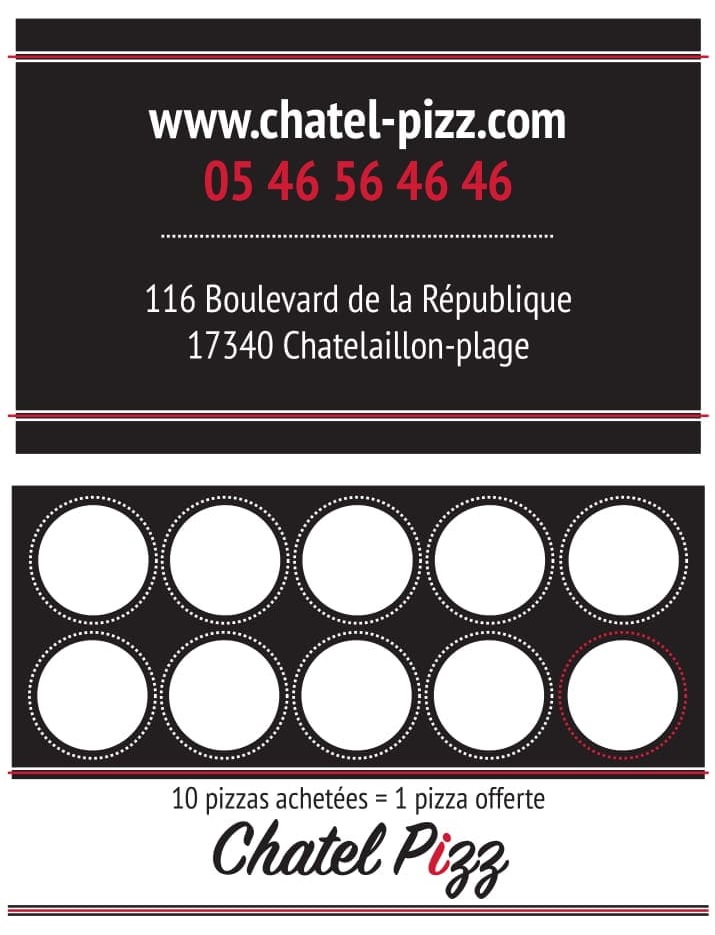 www.chatel-pizz.com
05 46 56 46 46
116 Boulevard de la République
17340 Chatelaillon-plage
10 pizzas achetées = 1 pizza offerte
Chatel Pizz